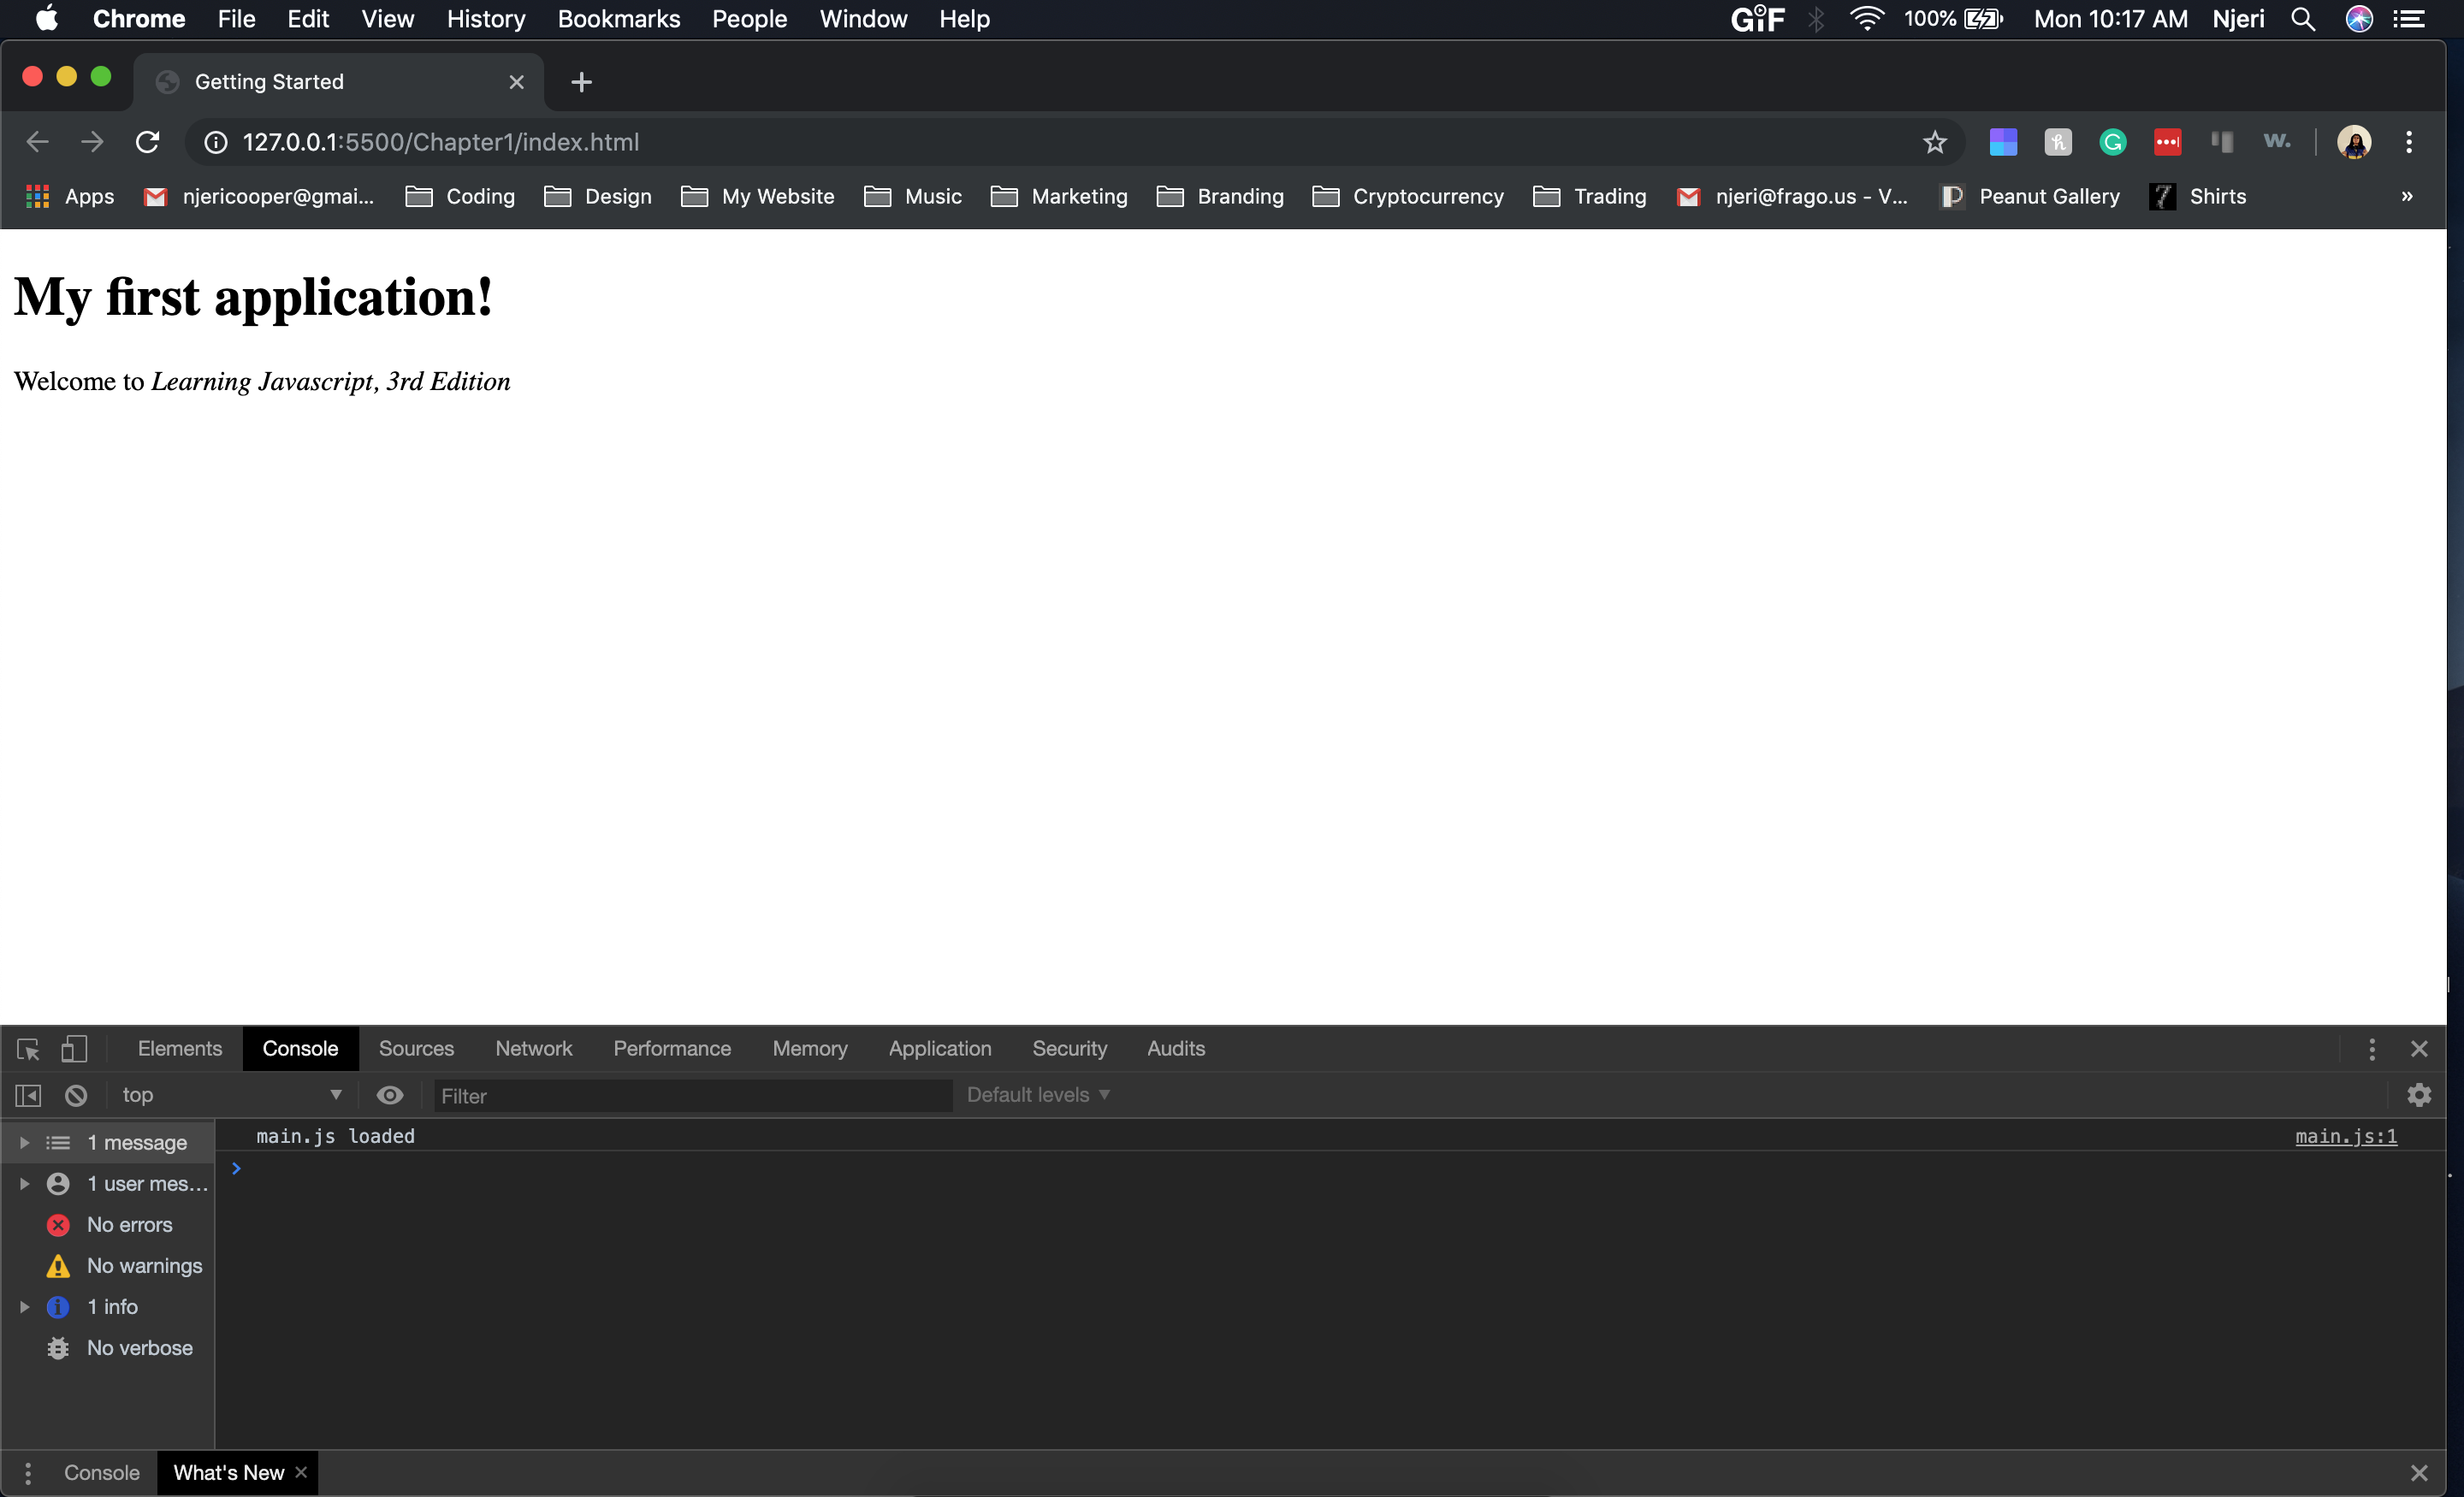 Chrome File Edit View History Bookmarks People Window Help GIF 100% Mon 10:17 AM Njeri
Getting Started
127.0.0.1:5500/Chapter1/index.html
Apps njericooper@gmai... Coding Design My Website Music Marketing Branding Cryptocurrency Trading njeri@frago.us - V... Peanut Gallery Shirts »
My first application!
Welcome to Learning Javascript, 3rd Edition
Elements Console Sources Network Performance Memory Application Security Audits
top Filter Default levels
1 message
main.js loaded main.js:1
1 user mes...
No errors
No warnings
1 info
No verbose
Console What's New